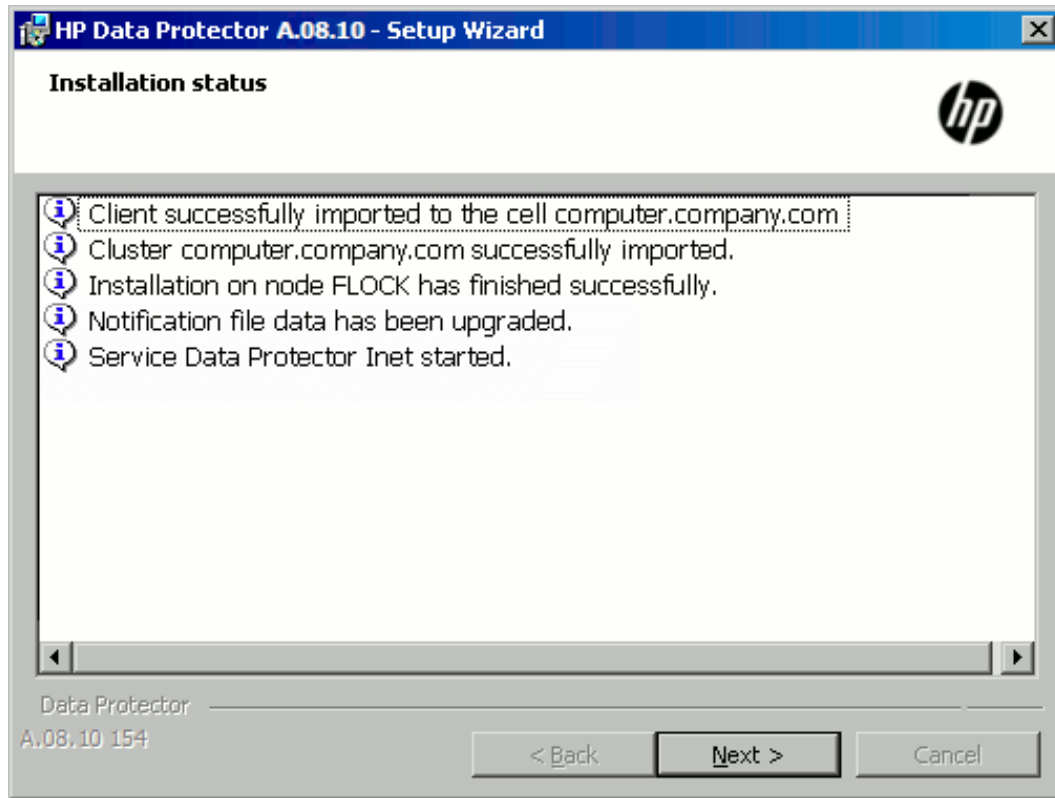 HP Data Protector A.08.10 - Setup Wizard
Installation status
hp
Client successfully imported to the cell computer.company.com
Cluster computer.company.com successfully imported.
Installation on node FLOCK has finished successfully.
Notification file data has been upgraded.
Service Data Protector Inet started.
Data Protector
A.08.10 154
< Back Next > Cancel